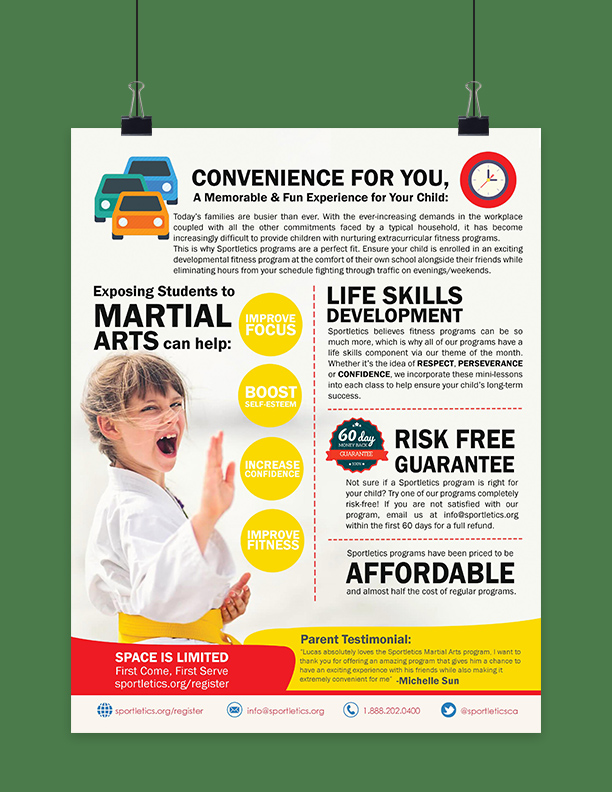 CONVENIENCE FOR YOU,
A Memorable & Fun Experience for Your Child:
Today's families are busier than ever. With the ever-increasing demands in the workplace
coupled with all the other commitments faced by a typical household, it has become
increasingly difficult to provide children with nurturing extracurricular fitness programs.
This is why Sportletics programs are a perfect fit. Ensure your child is enrolled in an exciting
developmental fitness program at the comfort of their own school alongside their friends while
eliminating hours from your schedule fighting through traffic on evenings/weekends.
Exposing Students to
MARTIAL
ARTS can help:
IMPROVE
FOCUS
BOOST
SELF-ESTEEM
INCREASE
CONFIDENCE
IMPROVE
FITNESS
LIFE SKILLS
DEVELOPMENT
Sportletics believes fitness programs can be so
much more, which is why all of our programs have a
life skills component via our theme of the month.
Whether it's the idea of RESPECT, PERSEVERANCE
or CONFIDENCE, we incorporate these mini-lessons
into each class to help ensure your child's long-term
success.
60 day
MONEY BACK
GUARANTEE
100%
RISK FREE
GUARANTEE
Not sure if a Sportletics program is right for
your child? Try one of our programs completely
risk-free! If you are not satisfied with our
program, email us at info@sportletics.org
within the first 60 days for a full refund.
Sportletics programs have been priced to be
AFFORDABLE
and almost half the cost of regular programs.
SPACE IS LIMITED
First Come, First Serve
sportletics.org/register
Parent Testimonial:
"Lucas absolutely loves the Sportletics Martial Arts program, I want to
thank you for offering an amazing program that gives him a chance to
have an exciting experience with his friends while also making it
extremely convenient for me" -Michelle Sun
sportletics.org/register
info@sportletics.org
1.888.202.0400
@sportleticsca